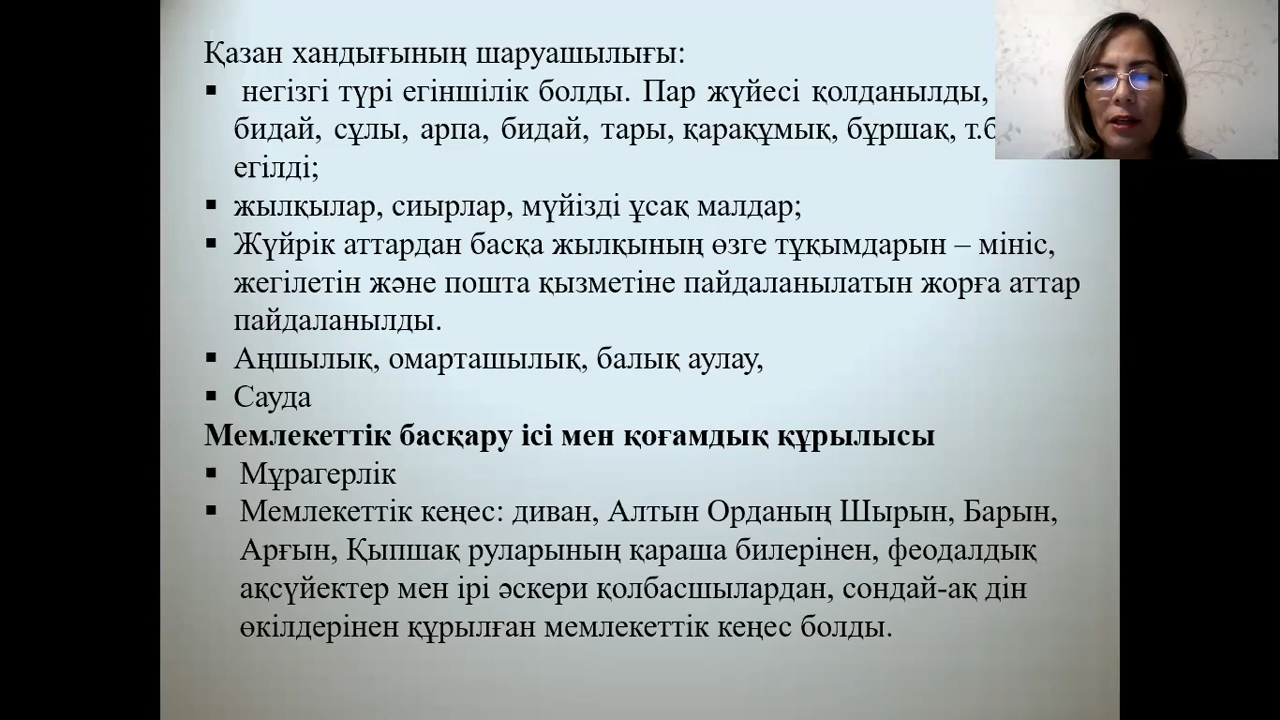 Қазан хандығының шаруашылығы:
▪ негізгі түрі егіншілік болды. Пар жүйесі қолданылды,
бидай, сұлы, арпа, бидай, тары, қарақұмық, бұршақ,
егілді;
▪ жылқылар, сиырлар, мүйізді ұсақ малдар;
▪ Жүйрік аттардан басқа жылқының өзге тұқымдарын – мініс,
жегілетін және пошта қызметіне пайдаланылатын жорға аттар
пайдаланылды.
▪ Аңшылық, омарташылық, балық аулау,
▪ Сауда
Мемлекеттік басқару ісі мен қоғамдық құрылысы
▪ Мұрагерлік
▪ Мемлекеттік кеңес: диван, Алтын Орданың Шырын, Барын,
Арғын, Қыпшақ руларының қараша билерінен, феодалдық
ақсүйектер мен ірі әскери қолбасшылардан, сондай-ақ дін
өкілдерінен құрылған мемлекеттік кеңес болды.